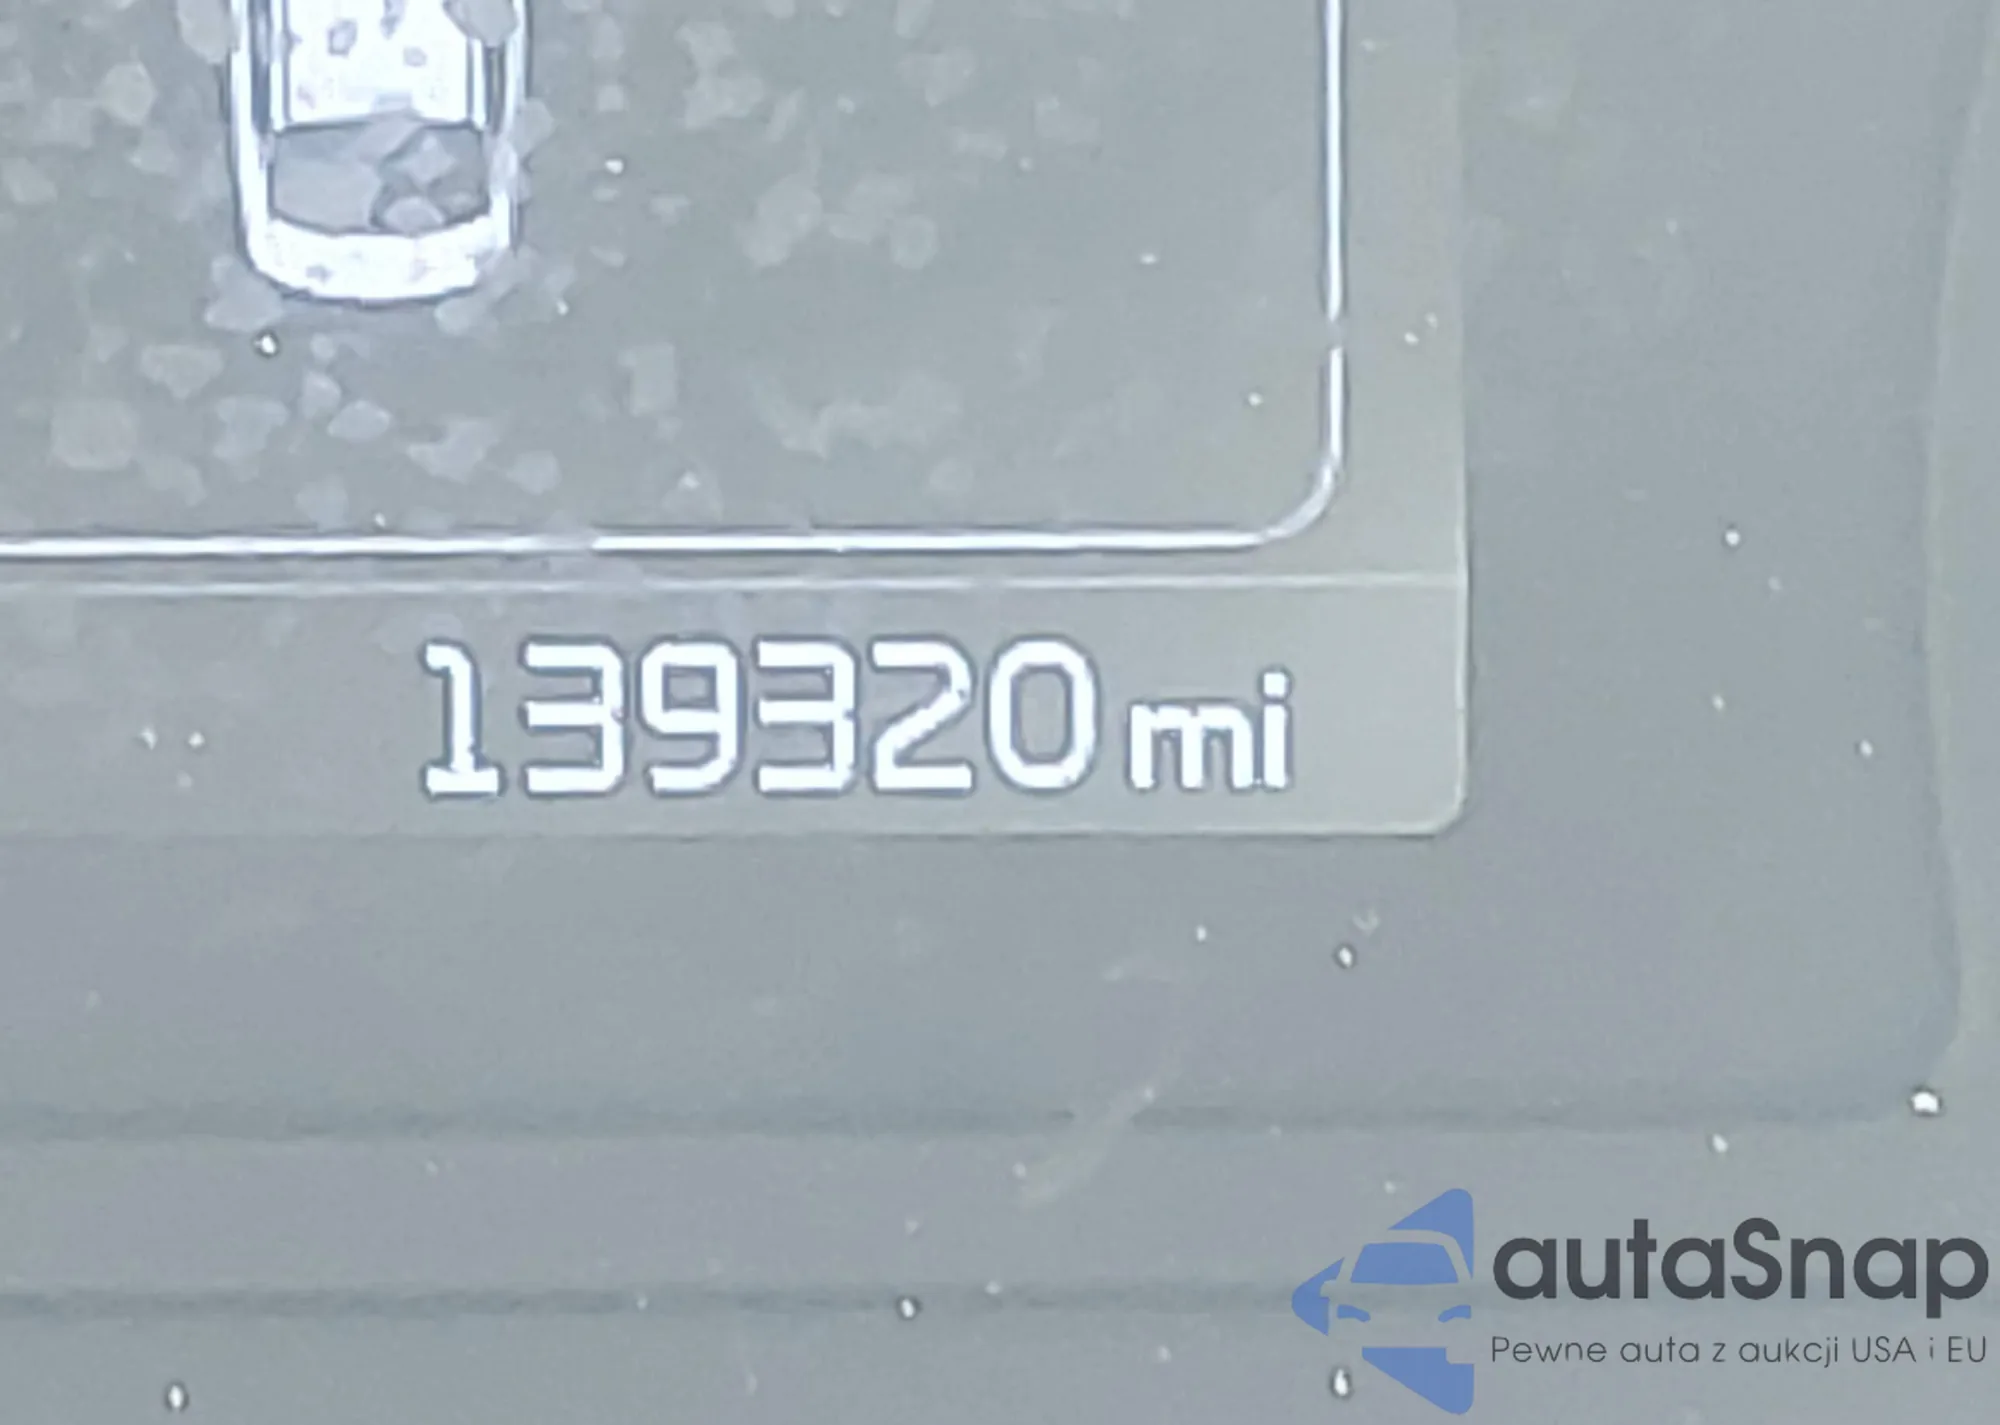 139320 mi
autaSnap
Pewne auta z aukcji USA i EU